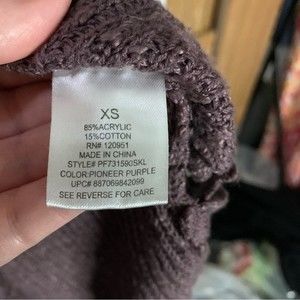 XS
85%ACRYLIC
15%COTTON
RN# 120951
MADE IN CHINA
STYLE# PF731590SKL
COLOR:PIONEER PURPLE
UPC# 887069842099
SEE REVERSE FOR CARE